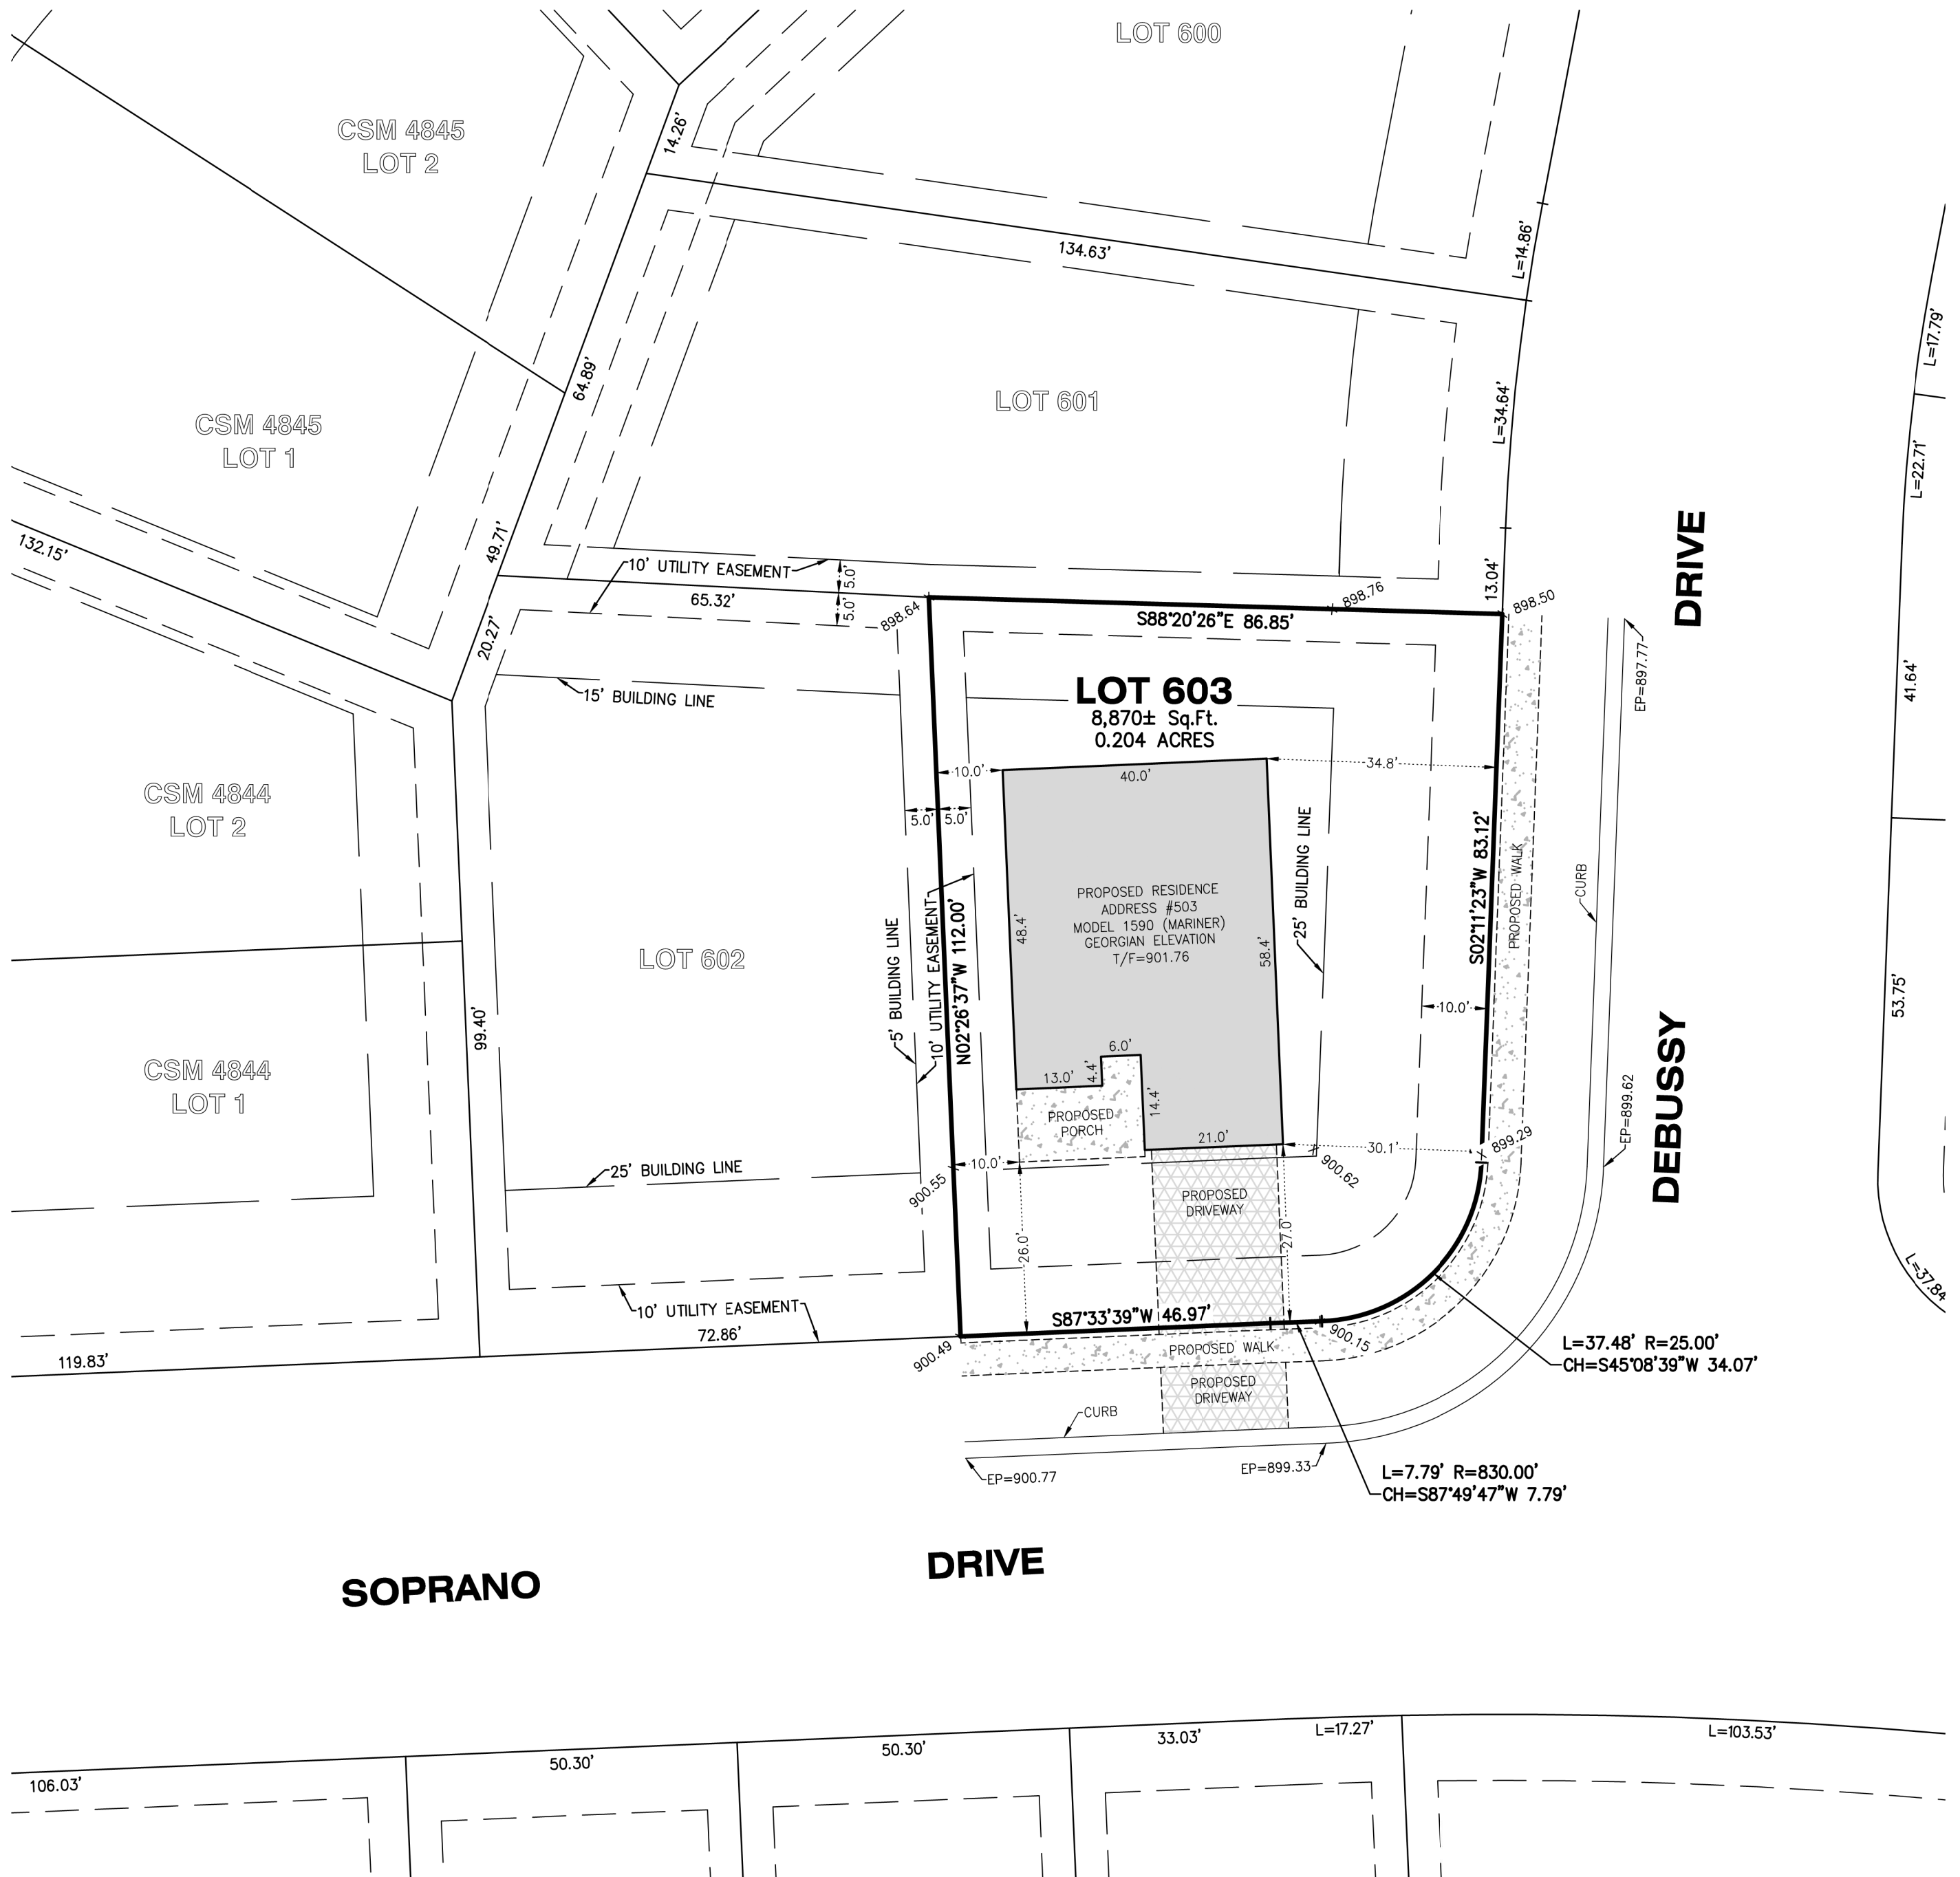 LOT 600
CSM 4845
LOT 2
14.26'
134.63'
L=14.86'
L=17.79'
64.89'
LOT 601
L=34.64'
L=22.71'
CSM 4845
LOT 1
132.15'
49.71'
10' UTILITY EASEMENT
5.0'
5.0'
65.32'
20.27'
898.64
898.76
13.04'
898.50
S88°20'26"E 86.85'
DRIVE
EP=897.77
41.64'
15' BUILDING LINE
LOT 603
8,870± Sq.Ft.
0.204 ACRES
10.0'
40.0'
34.8'
5.0'
5.0'
CSM 4844
LOT 2
S02°11'23"W 83.12'
PROPOSED WALK
CURB
25' BUILDING LINE
PROPOSED RESIDENCE
ADDRESS #503
MODEL 1590 (MARINER)
GEORGIAN ELEVATION
T/F=901.76
48.4'
58.4'
LOT 602
5' BUILDING LINE
10' UTILITY EASEMENT
N02°26'37"W 112.00'
99.40'
10.0'
53.75'
CSM 4844
LOT 1
6.0'
4.4'
13.0'
14.4'
PROPOSED
PORCH
21.0'
30.1'
899.29
EP=899.62
DEBUSSY
25' BUILDING LINE
10.0'
900.55
900.62
PROPOSED
DRIVEWAY
26.0'
27.0'
L=37.84'
10' UTILITY EASEMENT
72.86'
S87°33'39"W 46.97'
900.49
900.15
PROPOSED WALK
119.83'
L=37.48' R=25.00'
CH=S45°08'39"W 34.07'
PROPOSED
DRIVEWAY
CURB
EP=900.77
EP=899.33
L=7.79' R=830.00'
CH=S87°49'47"W 7.79'
SOPRANO
DRIVE
106.03'
50.30'
50.30'
33.03'
L=17.27'
L=103.53'